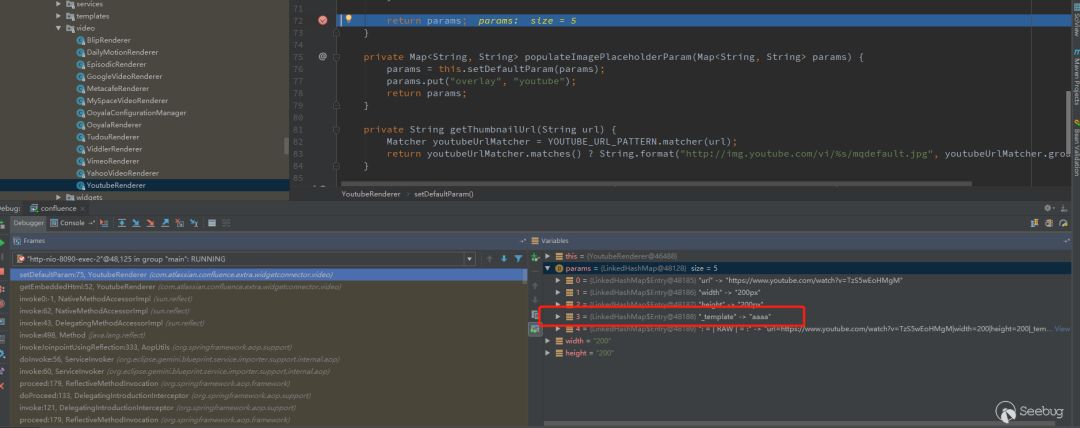 services
templates
video
BlipRenderer
DailyMotionRenderer
EpisodicRenderer
GoogleVideoRenderer
MetacafeRenderer
MySpaceVideoRenderer
OoyalaConfigurationManager
OoyalaRenderer
TudouRenderer
ViddlerRenderer
VimeoRenderer
YahooVideoRenderer
YoutubeRenderer
widgets
71
72 return params; params: size = 5
73 }
74
75 @ private Map<String, String> populateImagePlaceholderParam(Map<String, String> params) {
76 params = this.setDefaultParam(params);
77 params.put("overlay", "youtube");
78 return params;
79 }
80
81 private String getThumbnailUrl(String url) {
82 Matcher youtubeUrlMatcher = YOUTUBE_URL_PATTERN.matcher(url);
83 return youtubeUrlMatcher.matches() ? String.format("http://img.youtube.com/vi/%s/mqdefault.jpg", youtubeUrlMatcher.gro
84 }
85
YoutubeRenderer › setDefaultParam()
SciView
Maven Projects
Bean Validation
Debug: confluence
Debugger Console
Frames
"http-nio-8090-exec-2"@48,125 in group "main": RUNNING
setDefaultParam:75, YoutubeRenderer (com.atlassian.confluence.extra.widgetconnector.video)
getEmbeddedHtml:52, YoutubeRenderer (com.atlassian.confluence.extra.widgetconnector.video)
invoke0:-1, NativeMethodAccessorImpl (sun.reflect)
invoke:62, NativeMethodAccessorImpl (sun.reflect)
invoke:43, DelegatingMethodAccessorImpl (sun.reflect)
invoke:498, Method (java.lang.reflect)
invokeJoinpointUsingReflection:333, AopUtils (org.springframework.aop.support)
doInvoke:56, ServiceInvoker (org.eclipse.gemini.blueprint.service.importer.support.internal.aop)
invoke:60, ServiceInvoker (org.eclipse.gemini.blueprint.service.importer.support.internal.aop)
proceed:179, ReflectiveMethodInvocation (org.springframework.aop.framework)
doProceed:133, DelegatingIntroductionInterceptor (org.springframework.aop.support)
invoke:121, DelegatingIntroductionInterceptor (org.springframework.aop.support)
proceed:179, ReflectiveMethodInvocation (org.springframework.aop.framework)
Variables
this = {YoutubeRenderer@46488}
params = {LinkedHashMap@48128} size = 5
0 = {LinkedHashMap$Entry@48185} "url" -> "https://www.youtube.com/watch?v=TzS5wEoHMgM"
1 = {LinkedHashMap$Entry@48186} "width" -> "200px"
2 = {LinkedHashMap$Entry@48187} "height" -> "200px"
3 = {LinkedHashMap$Entry@48188} "_template" -> "aaaa"
4 = {LinkedHashMap$Entry@48189} ": = | RAW | = :" -> "url=https://www.youtube.com/watch?v=TzS5wEoHMgM|width=200|height=200|_tem... View
width = "200"
height = "200"
Seebug